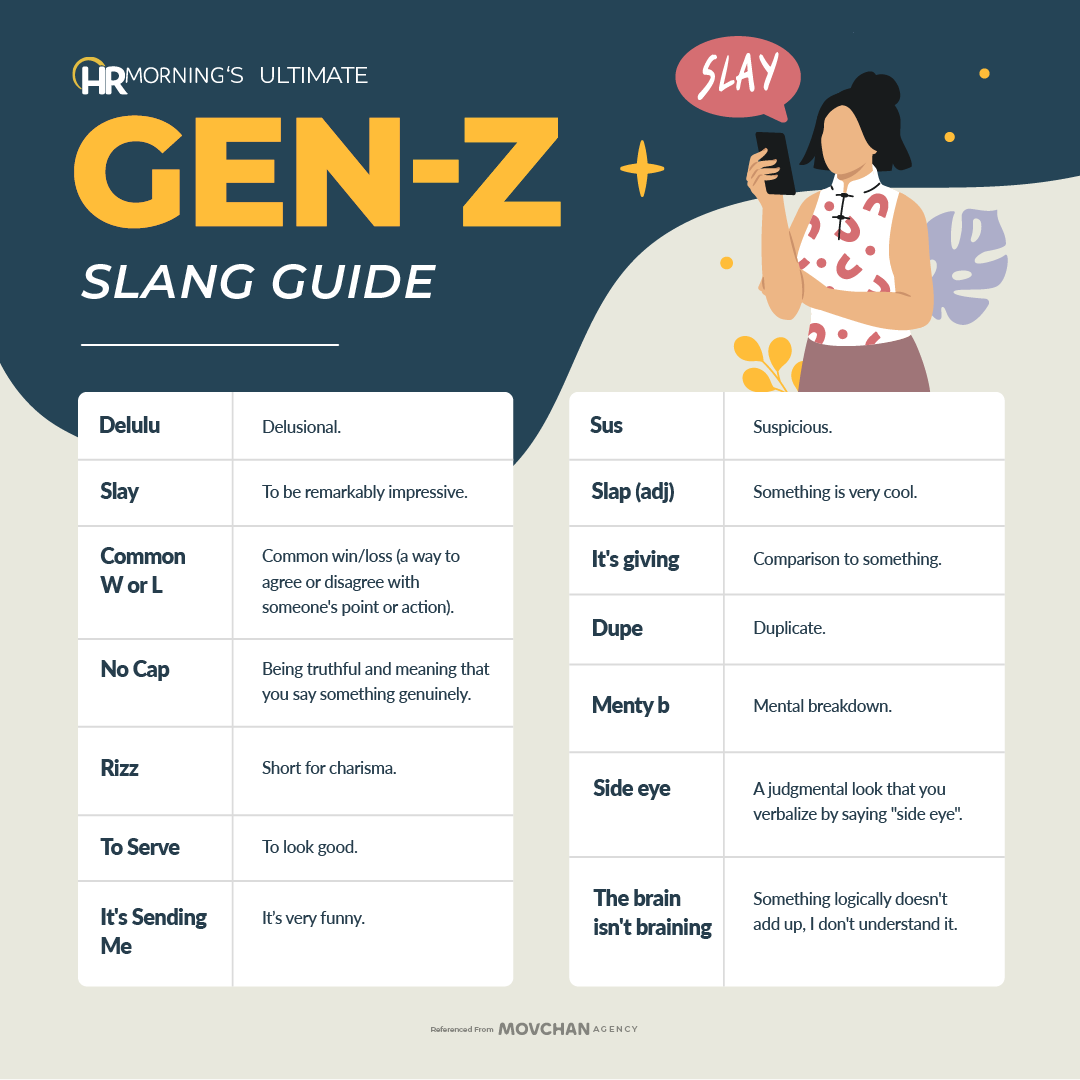 HRMORNING'S ULTIMATE
GEN-Z
SLANG GUIDE
SLAY
Delulu
Delusional.
Slay
To be remarkably impressive.
Common
W or L
Common win/loss (a way to
agree or disagree with
someone's point or action).
No Cap
Being truthful and meaning that
you say something genuinely.
Rizz
Short for charisma.
To Serve
To look good.
It's Sending
Me
It's very funny.
Sus
Suspicious.
Slap (adj)
Something is very cool.
It's giving
Comparison to something.
Dupe
Duplicate.
Menty b
Mental breakdown.
Side eye
A judgmental look that you
verbalize by saying "side eye".
The brain
isn't braining
Something logically doesn't
add up, I don't understand it.
Referenced From MOVCHAN AGENCY